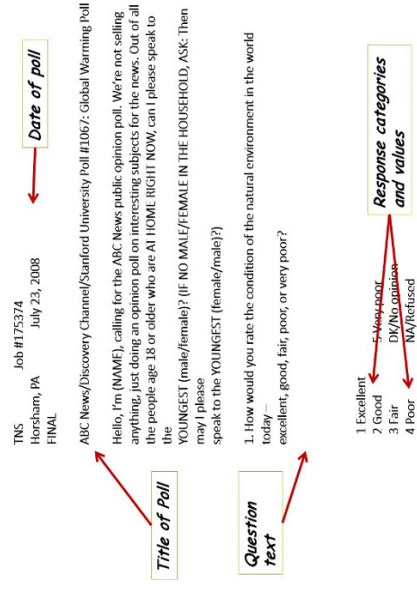 TNS Job #175374
Horsham, PA July 23, 2008
FINAL
Date of poll
ABC News/Discovery Channel/Stanford University Poll #1067: Global Warming Poll
Title of Poll
Hello, I'm (NAME), calling for the ABC News public opinion poll. We're not selling
anything, just doing an opinion poll on interesting subjects for the news. Out of all
the people age 18 or older who are AI HOME RIGHT NOW, can I please speak to
the
YOUNGEST (male/female)? (IF NO MALE/FEMALE IN THE HOUSEHOLD, ASK: Then
may I please
speak to the YOUNGEST (female/male)?)
Question
text
1. How would you rate the condition of the natural environment in the world
today –
excellent, good, fair, poor, or very poor?
Response categories
and values
1 Excellent
2 Good 5 Very poor
3 Fair DK/No opinion
4 Poor NA/Refused